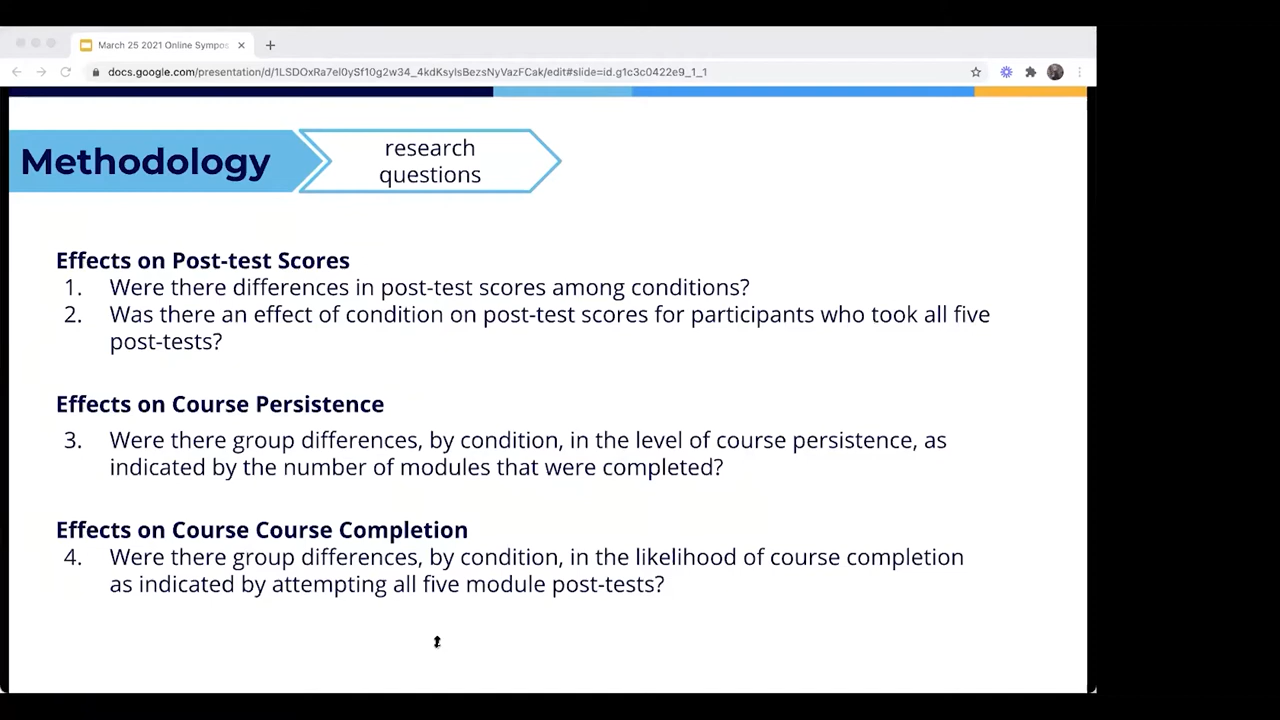 March 25 2021 Online Sympos
docs.google.com/presentation/d/1LSDOxRa7el0ySf10g2w34_4kdKsyIsBezsNyVazFCak/edit#slide=id.g1c3c0422e9_1_1
Methodology
research
questions
Effects on Post-test Scores
1. Were there differences in post-test scores among conditions?
2. Was there an effect of condition on post-test scores for participants who took all five
post-tests?
Effects on Course Persistence
3. Were there group differences, by condition, in the level of course persistence, as
indicated by the number of modules that were completed?
Effects on Course Course Completion
4. Were there group differences, by condition, in the likelihood of course completion
as indicated by attempting all five module post-tests?